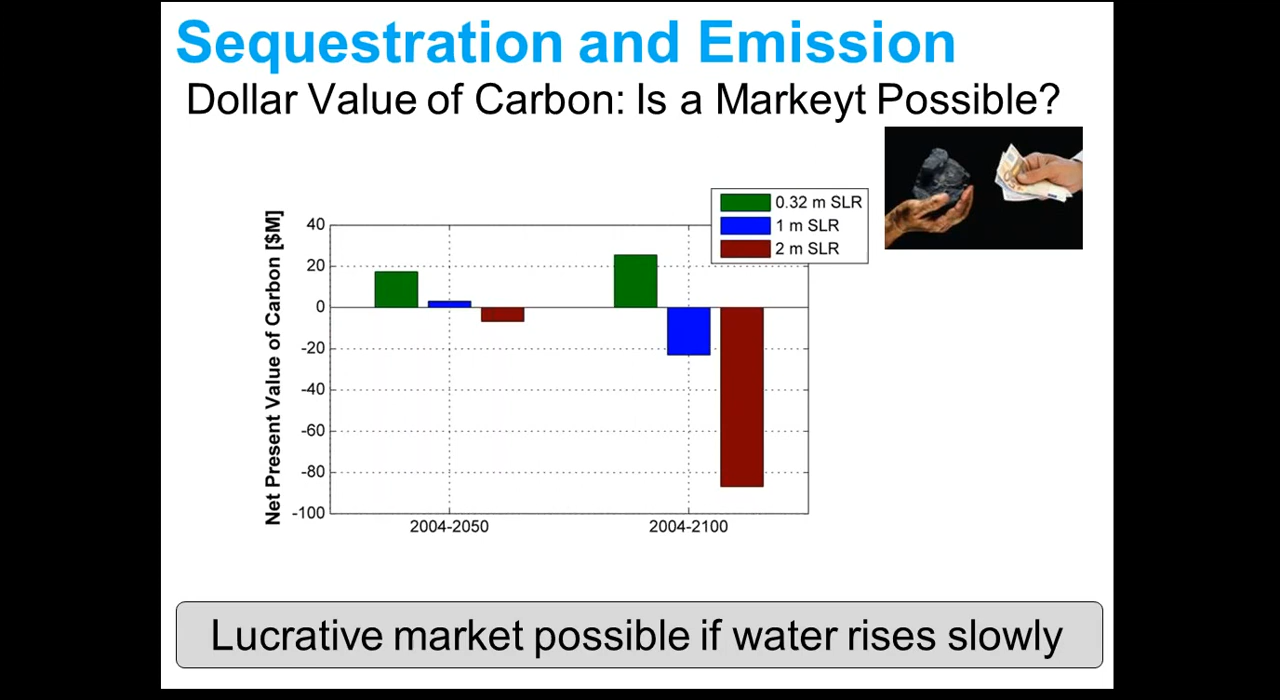 Sequestration and Emission
Dollar Value of Carbon: Is a Markeyt Possible?
0.32 m SLR
1 m SLR
2 m SLR
Net Present Value of Carbon [$M]
40
20
0
-20
-40
-60
-80
-100
2004-2050
2004-2100
Lucrative market possible if water rises slowly